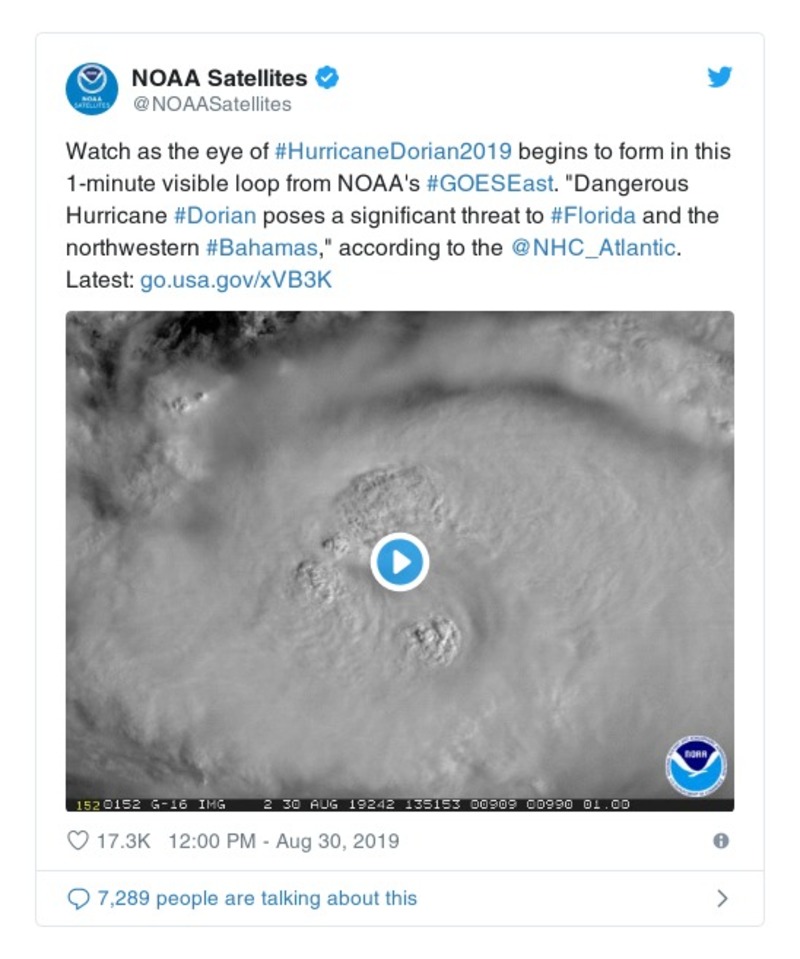 NOAA Satellites
@NOAASatellites
Watch as the eye of #HurricaneDorian2019 begins to form in this
1-minute visible loop from NOAA's #GOESEast. "Dangerous
Hurricane #Dorian poses a significant threat to #Florida and the
northwestern #Bahamas," according to the @NHC_Atlantic.
Latest: go.usa.gov/xVB3K
NOAA
152 0152 G-16 IMG 2 30 AUG 19242 135153 00909 00990 01.00
17.3K 12:00 PM - Aug 30, 2019
7,289 people are talking about this